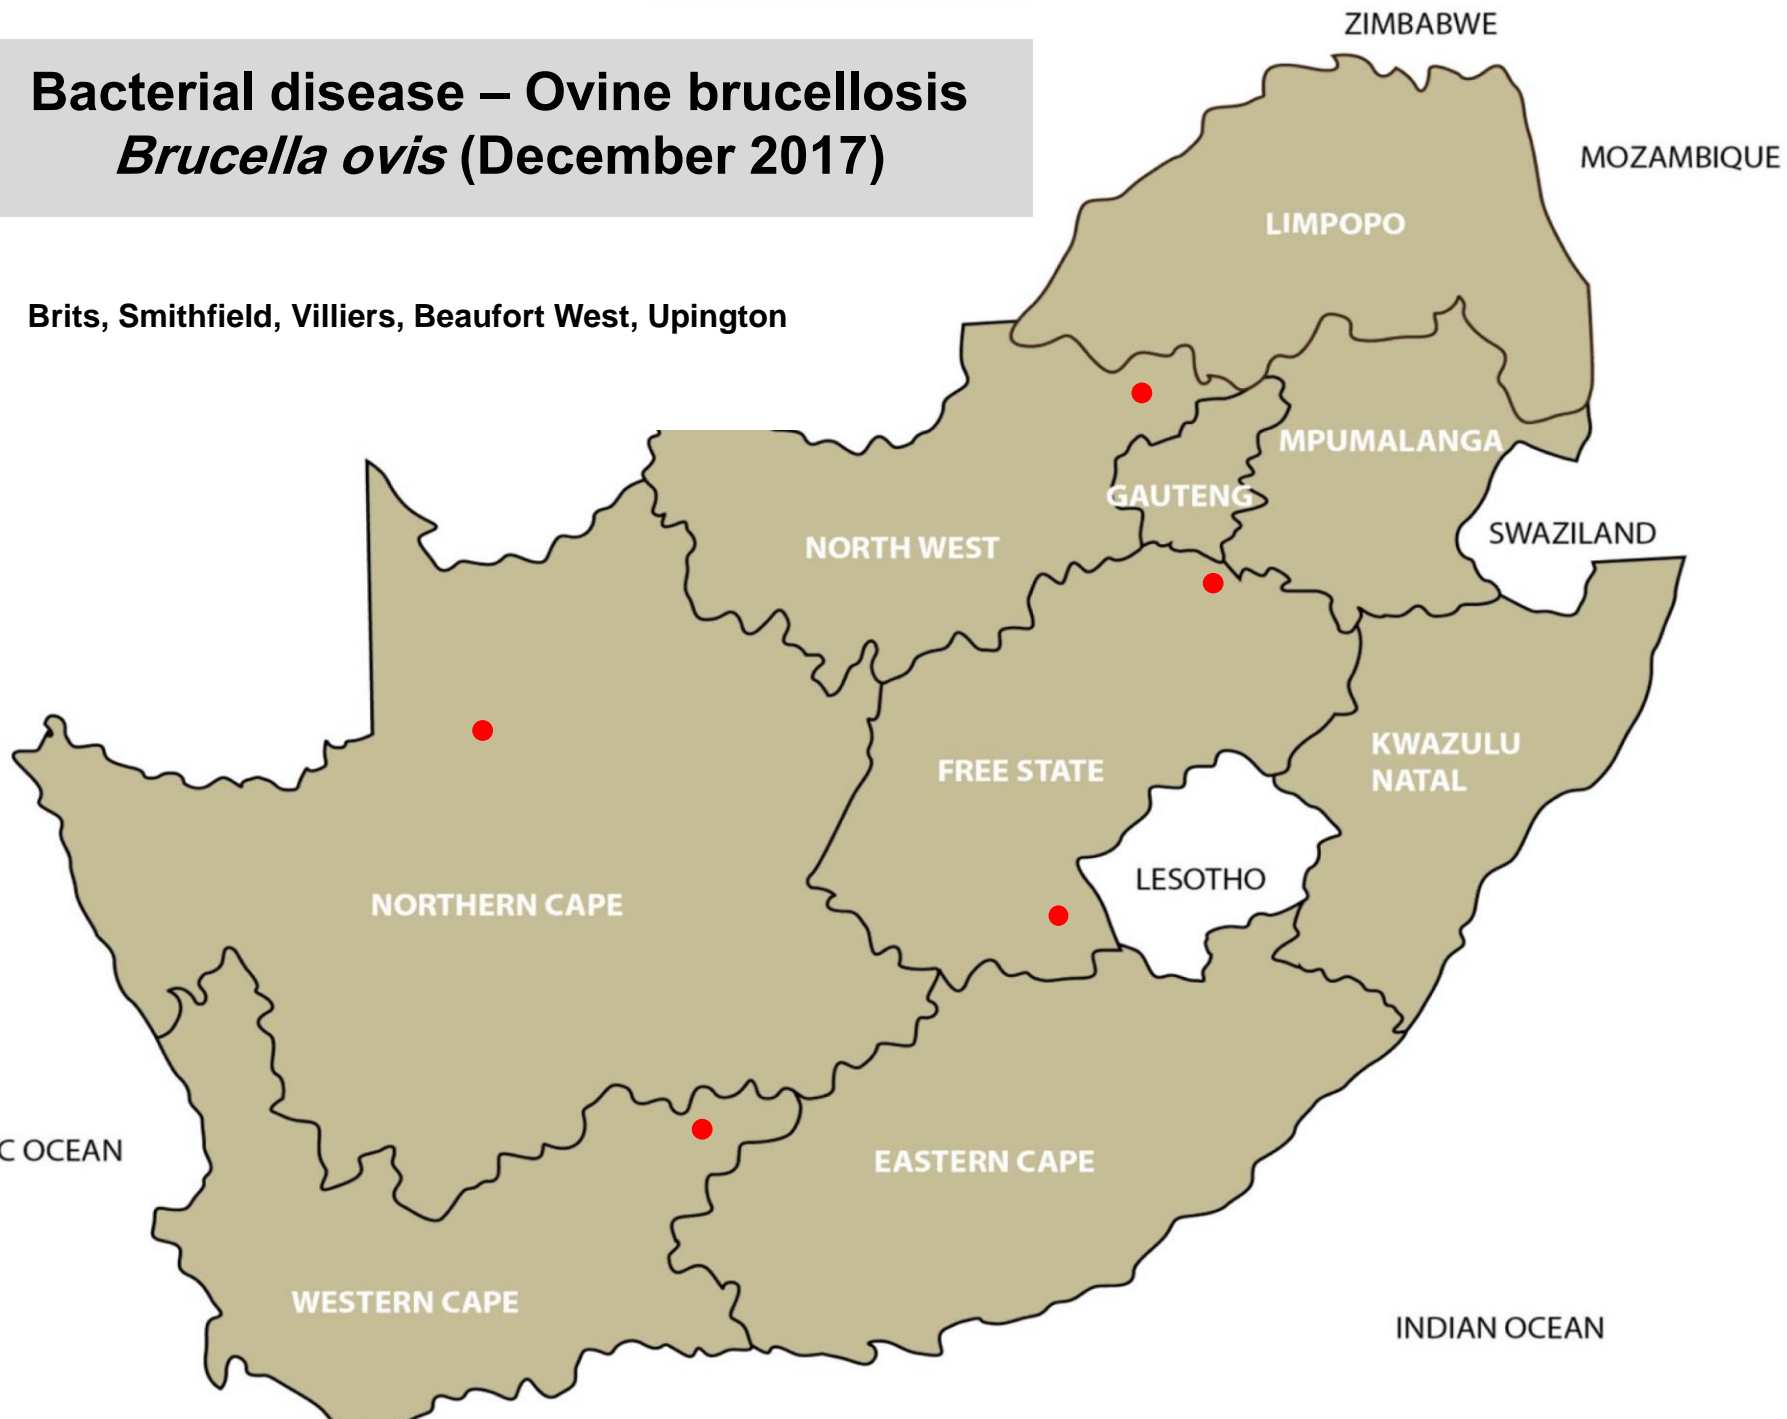 ZIMBABWE
Bacterial disease – Ovine brucellosis
Brucella ovis (December 2017)
MOZAMBIQUE
LIMPOPO
Brits, Smithfield, Villiers, Beaufort West, Upington
MPUMALANGA
GAUTENG
SWAZILAND
NORTH WEST
KWAZULU
NATAL
FREE STATE
LESOTHO
NORTHERN CAPE
C OCEAN
EASTERN CAPE
WESTERN CAPE
INDIAN OCEAN